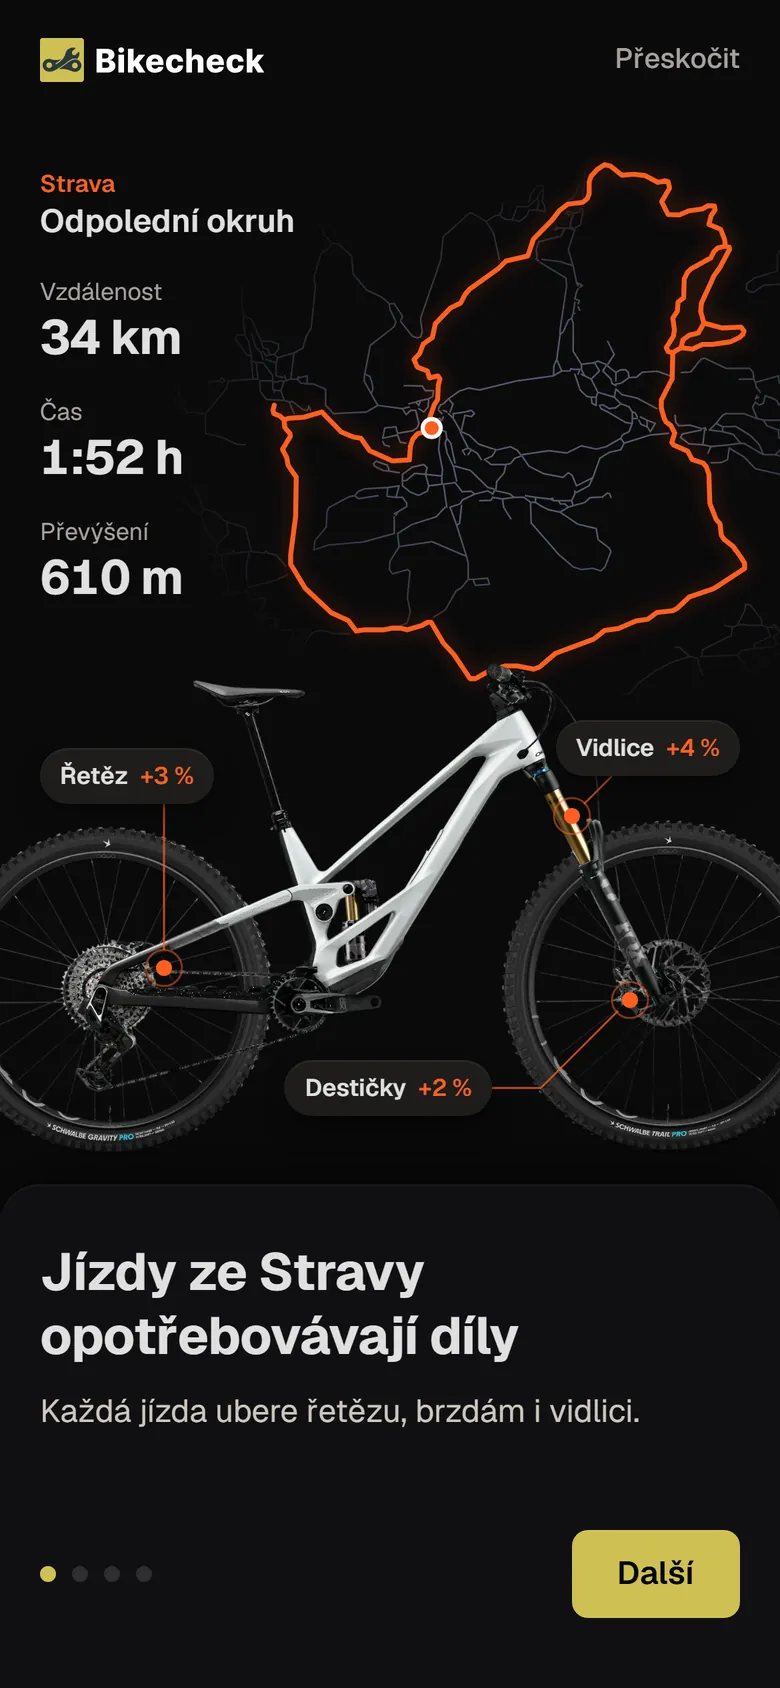 Bikecheck
Přeskočit
Strava
Odpolední okruh
Vzdálenost
34 km
Čas
1:52 h
Převýšení
610 m
Vidlice +4 %
Řetěz +3 %
Destičky +2 %
SCHWALBE GRAVITY PRO
SCHWALBE TRAIL PRO
Jízdy ze Stravy
opotřebovávají díly
Každá jízda ubere řetězu, brzdám i vidlici.
Další